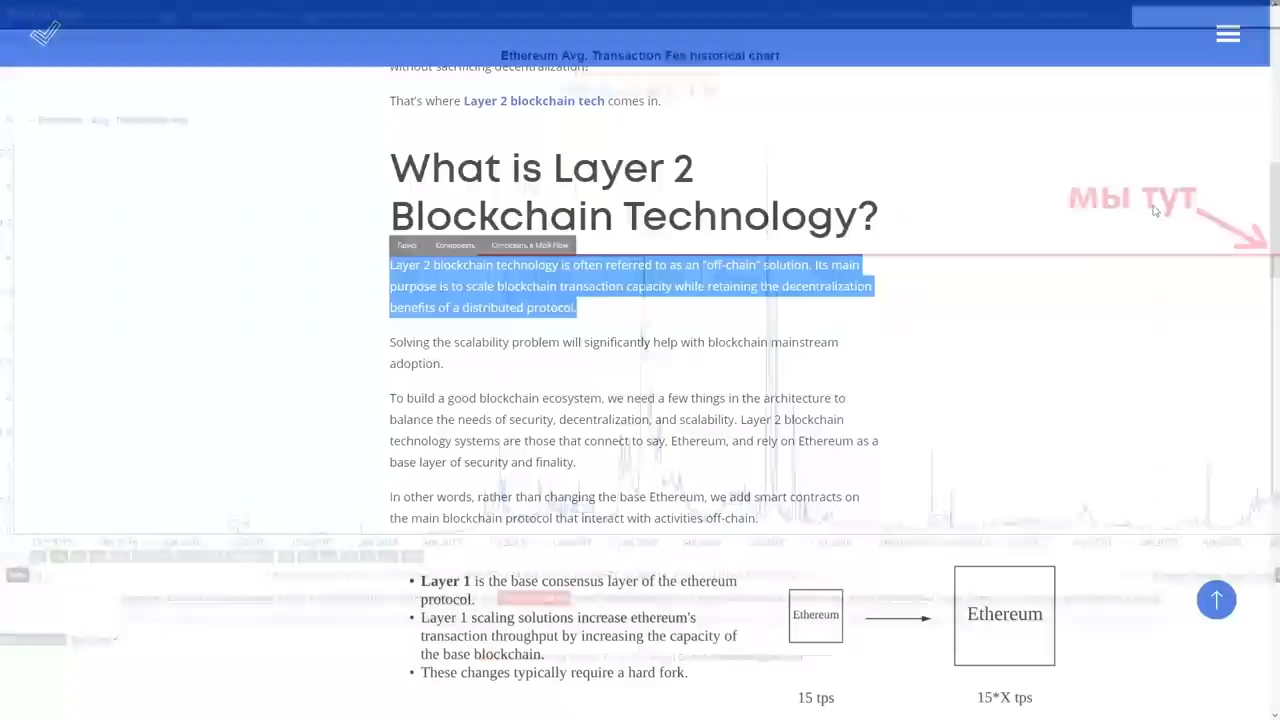 Ethereum Avg. Transaction Fee historical chart
without sacrificing decentralization?
That's where Layer 2 blockchain tech comes in.
What is Layer 2
Blockchain Technology?
мы тут
Поиск Копировать Отправить в Мой Flow
Layer 2 blockchain technology is often referred to as an "off-chain" solution. Its main
purpose is to scale blockchain transaction capacity while retaining the decentralization
benefits of a distributed protocol.
Solving the scalability problem will significantly help with blockchain mainstream
adoption.
To build a good blockchain ecosystem, we need a few things in the architecture to
balance the needs of security, decentralization, and scalability. Layer 2 blockchain
technology systems are those that connect to say, Ethereum, and rely on Ethereum as a
base layer of security and finality.
In other words, rather than changing the base Ethereum, we add smart contracts on
the main blockchain protocol that interact with activities off-chain.
• Layer 1 is the base consensus layer of the ethereum
protocol.
• Layer 1 scaling solutions increase ethereum's
transaction throughput by increasing the capacity of
the base blockchain.
• These changes typically require a hard fork.
Ethereum
Ethereum
15 tps
15*X tps